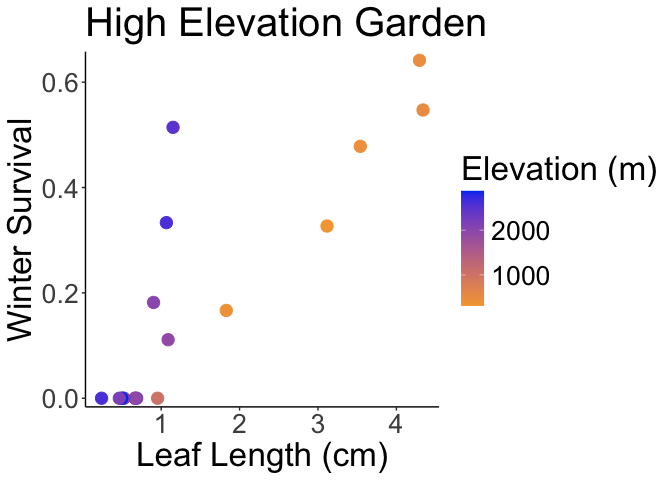 High Elevation Garden
Winter Survival
0.6
0.4
0.2
0.0
1 2 3 4
Leaf Length (cm)
Elevation (m)
2000
1000